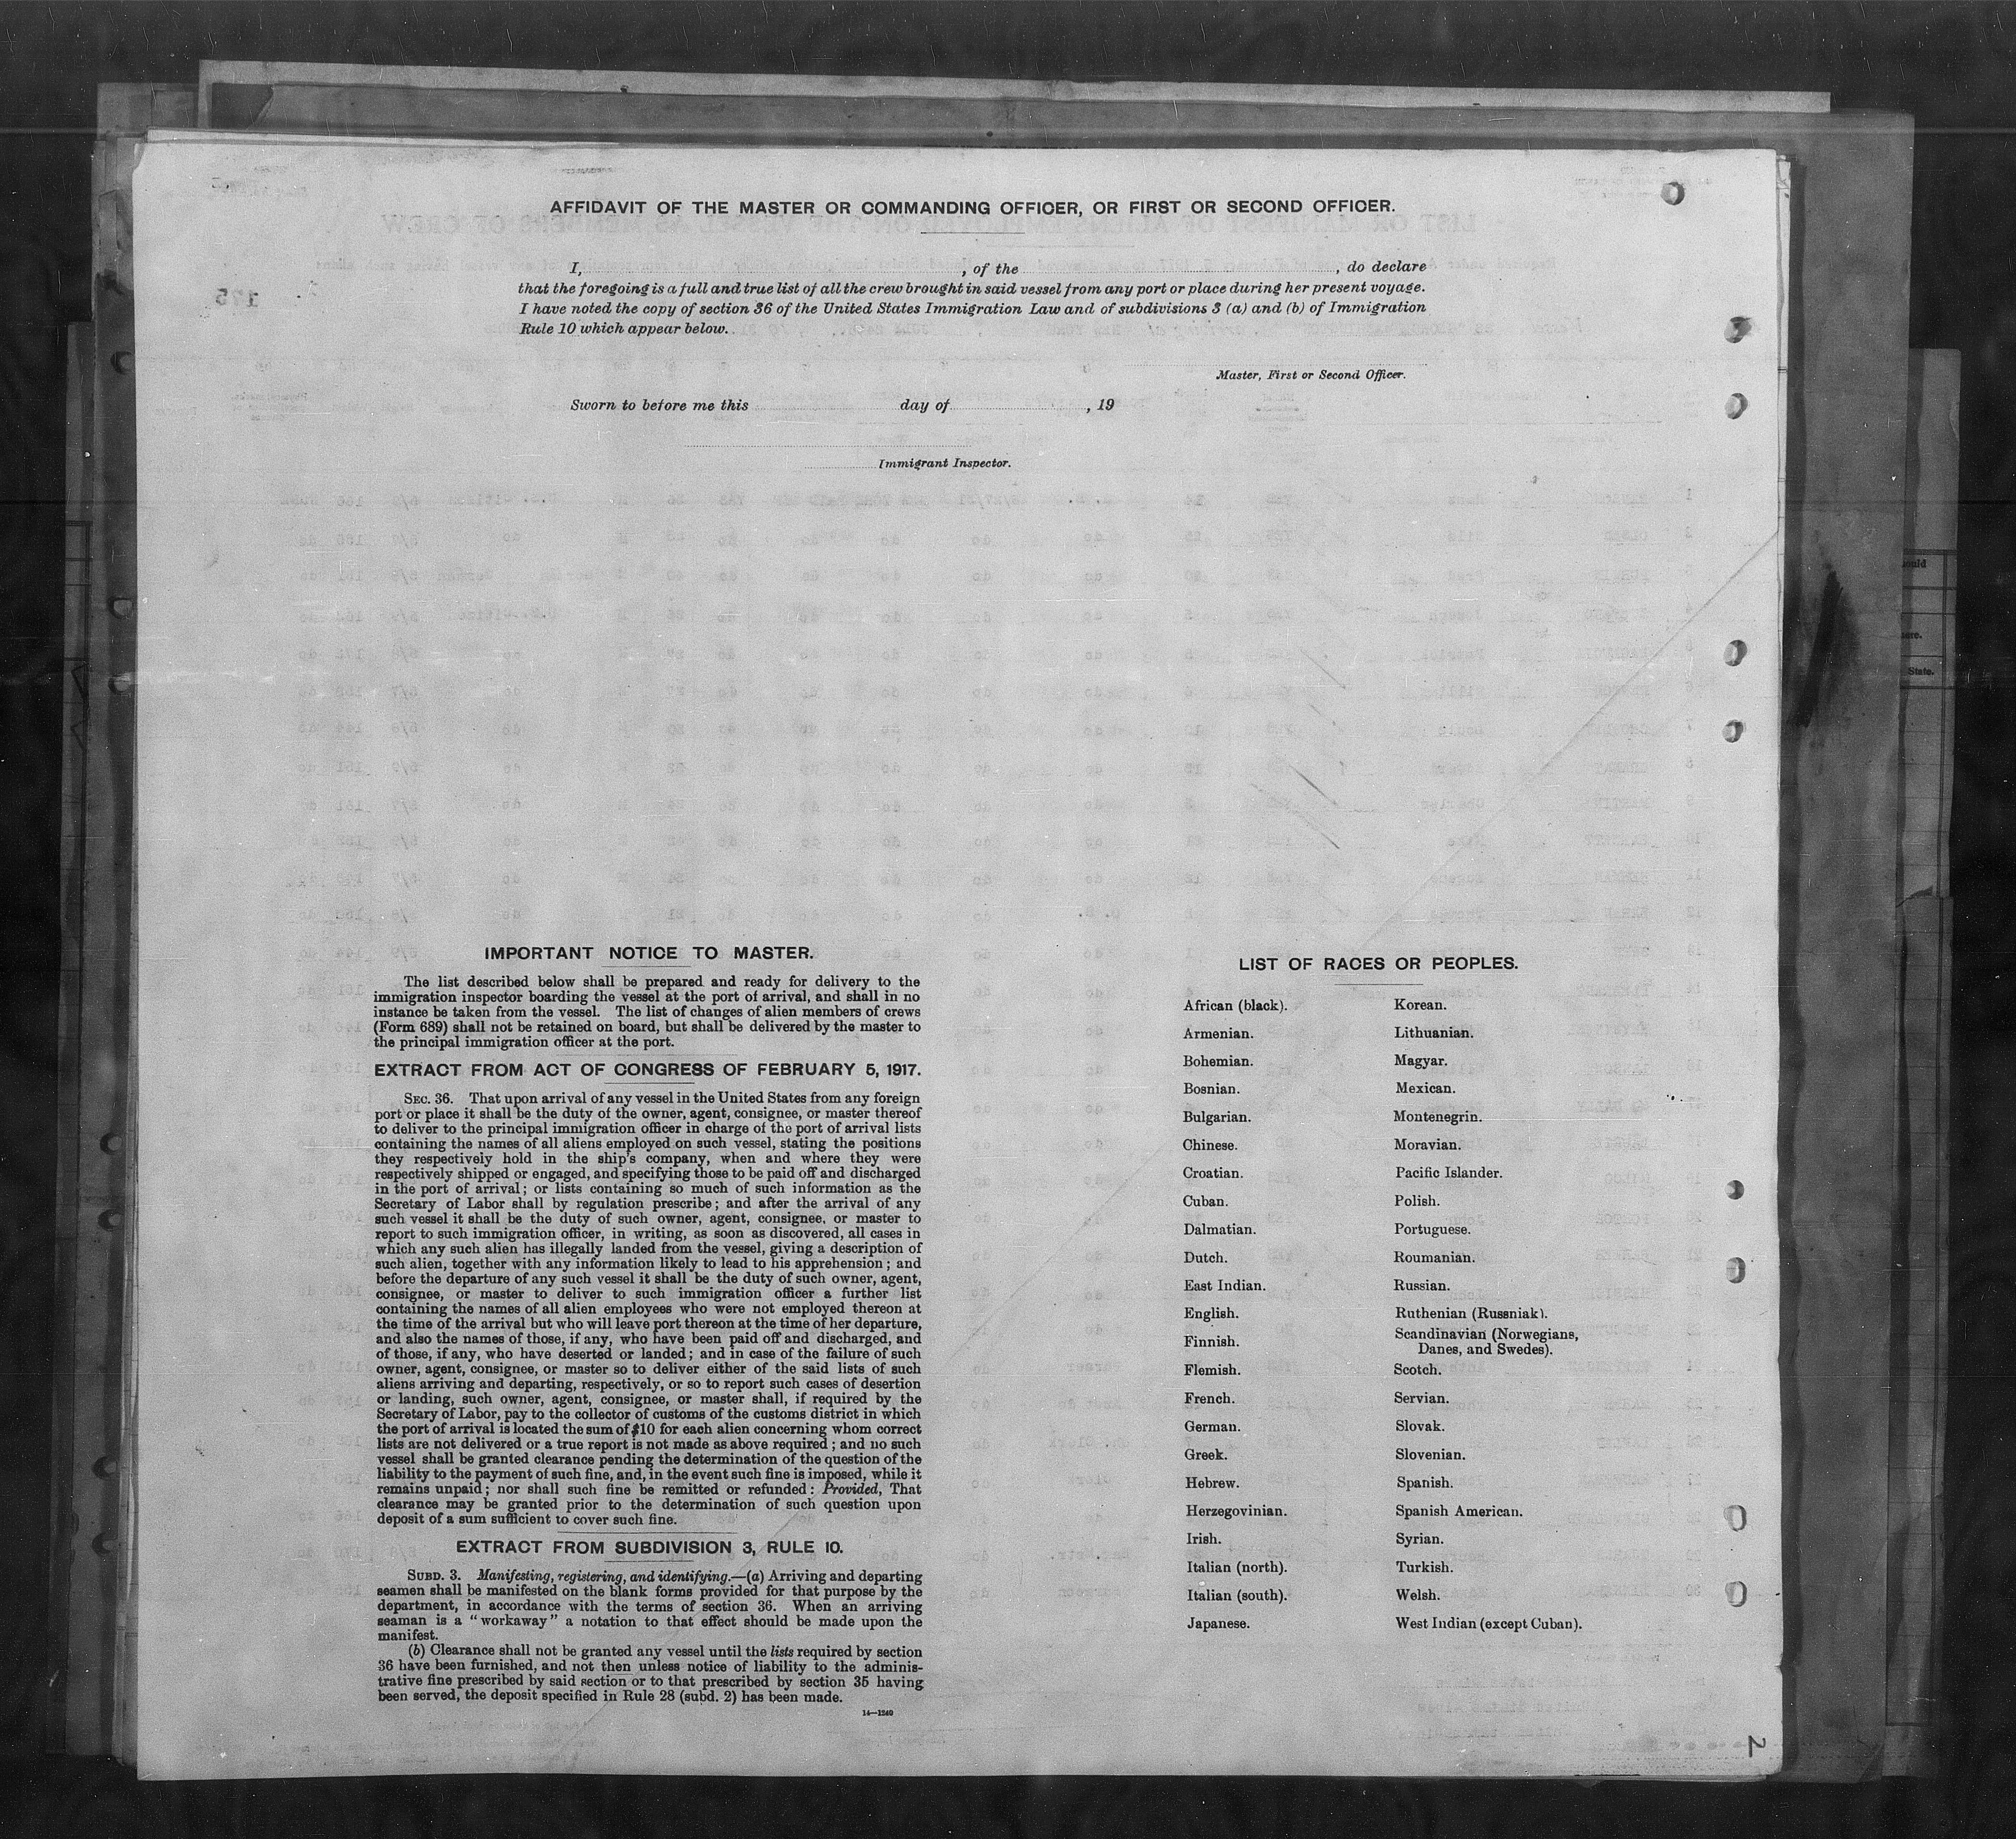 AFFIDAVIT OF THE MASTER OR COMMANDING OFFICER, OR FIRST OR SECOND OFFICER.
I, , of the , do declare
that the foregoing is a full and true list of all the crew brought in said vessel from any port or place during her present voyage.
I have noted the copy of section 36 of the United States Immigration Law and of subdivisions 3 (a) and (b) of Immigration
Rule 10 which appear below.
Master, First or Second Officer.
Sworn to before me this day of , 19
Immigrant Inspector.
IMPORTANT NOTICE TO MASTER.
The list described below shall be prepared and ready for delivery to the
immigration inspector boarding the vessel at the port of arrival, and shall in no
instance be taken from the vessel. The list of changes of alien members of crews
(Form 689) shall not be retained on board, but shall be delivered by the master to
the principal immigration officer at the port.
EXTRACT FROM ACT OF CONGRESS OF FEBRUARY 5, 1917.
SEC. 36. That upon arrival of any vessel in the United States from any foreign
port or place it shall be the duty of the owner, agent, consignee, or master thereof
to deliver to the principal immigration officer in charge of the port of arrival lists
containing the names of all aliens employed on such vessel, stating the positions
they respectively hold in the ship's company, when and where they were
respectively shipped or engaged, and specifying those to be paid off and discharged
in the port of arrival; or lists containing so much of such information as the
Secretary of Labor shall by regulation prescribe; and after the arrival of any
such vessel it shall be the duty of such owner, agent, consignee, or master to
report to such immigration officer, in writing, as soon as discovered, all cases in
which any such alien has illegally landed from the vessel, giving a description of
such alien, together with any information likely to lead to his apprehension; and
before the departure of any such vessel it shall be the duty of such owner, agent,
consignee, or master to deliver to such immigration officer a further list
containing the names of all alien employees who were not employed thereon at
the time of the arrival but who will leave port thereon at the time of her departure,
and also the names of those, if any, who have been paid off and discharged, and
of those, if any, who have deserted or landed; and in case of the failure of such
owner, agent, consignee, or master so to deliver either of the said lists of such
aliens arriving and departing, respectively, or so to report such cases of desertion
or landing, such owner, agent, consignee, or master shall, if required by the
Secretary of Labor, pay to the collector of customs of the customs district in which
the port of arrival is located the sum of $10 for each alien concerning whom correct
lists are not delivered or a true report is not made as above required; and no such
vessel shall be granted clearance pending the determination of the question of the
liability to the payment of such fine, and, in the event such fine is imposed, while it
remains unpaid; nor shall such fine be remitted or refunded: Provided, That
clearance may be granted prior to the determination of such question upon
deposit of a sum sufficient to cover such fine.
EXTRACT FROM SUBDIVISION 3, RULE 10.
SUBD. 3. Manifesting, registering, and identifying.—(a) Arriving and departing
seamen shall be manifested on the blank forms provided for that purpose by the
department, in accordance with the terms of section 36. When an arriving
seaman is a "workaway" a notation to that effect should be made upon the
manifest.
(b) Clearance shall not be granted any vessel until the lists required by section
36 have been furnished, and not then unless notice of liability to the adminis-
trative fine prescribed by said section or to that prescribed by section 35 having
been served, the deposit specified in Rule 28 (subd. 2) has been made.
14—1240
LIST OF RACES OR PEOPLES.
African (black).
Armenian.
Bohemian.
Bosnian.
Bulgarian.
Chinese.
Croatian.
Cuban.
Dalmatian.
Dutch.
East Indian.
English.
Finnish.
Flemish.
French.
German.
Greek.
Hebrew.
Herzegovinian.
Irish.
Italian (north).
Italian (south).
Japanese.
Korean.
Lithuanian.
Magyar.
Mexican.
Montenegrin.
Moravian.
Pacific Islander.
Polish.
Portuguese.
Roumanian.
Russian.
Ruthenian (Russniak).
Scandinavian (Norwegians,
Danes, and Swedes).
Scotch.
Servian.
Slovak.
Slovenian.
Spanish.
Spanish American.
Syrian.
Turkish.
Welsh.
West Indian (except Cuban).
2